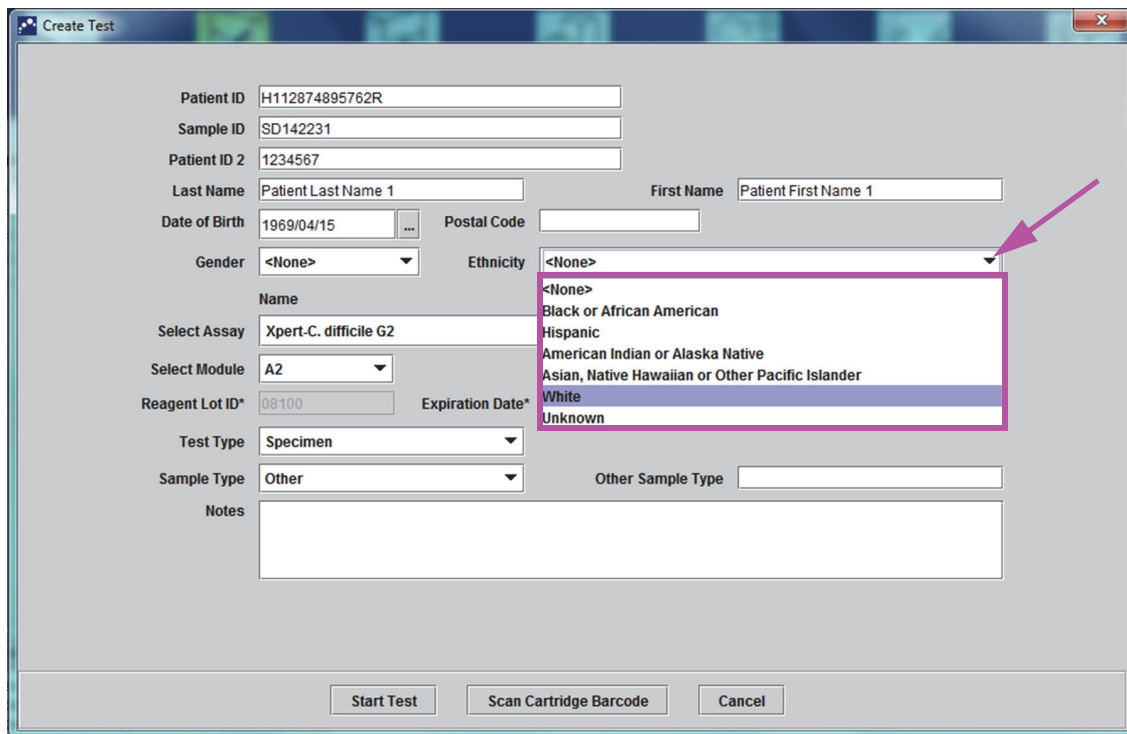 Create Test
Patient ID H112874895762R
Sample ID SD142231
Patient ID 2 1234567
Last Name Patient Last Name 1 First Name Patient First Name 1
Date of Birth 1969/04/15 ... Postal Code
Gender <None> Ethnicity <None>
<None>
Black or African American
Hispanic
American Indian or Alaska Native
Asian, Native Hawaiian or Other Pacific Islander
White
Unknown
Name
Select Assay Xpert-C. difficile G2
Select Module A2
Reagent Lot ID* 08100 Expiration Date*
Test Type Specimen
Sample Type Other Other Sample Type
Notes
Start Test Scan Cartridge Barcode Cancel